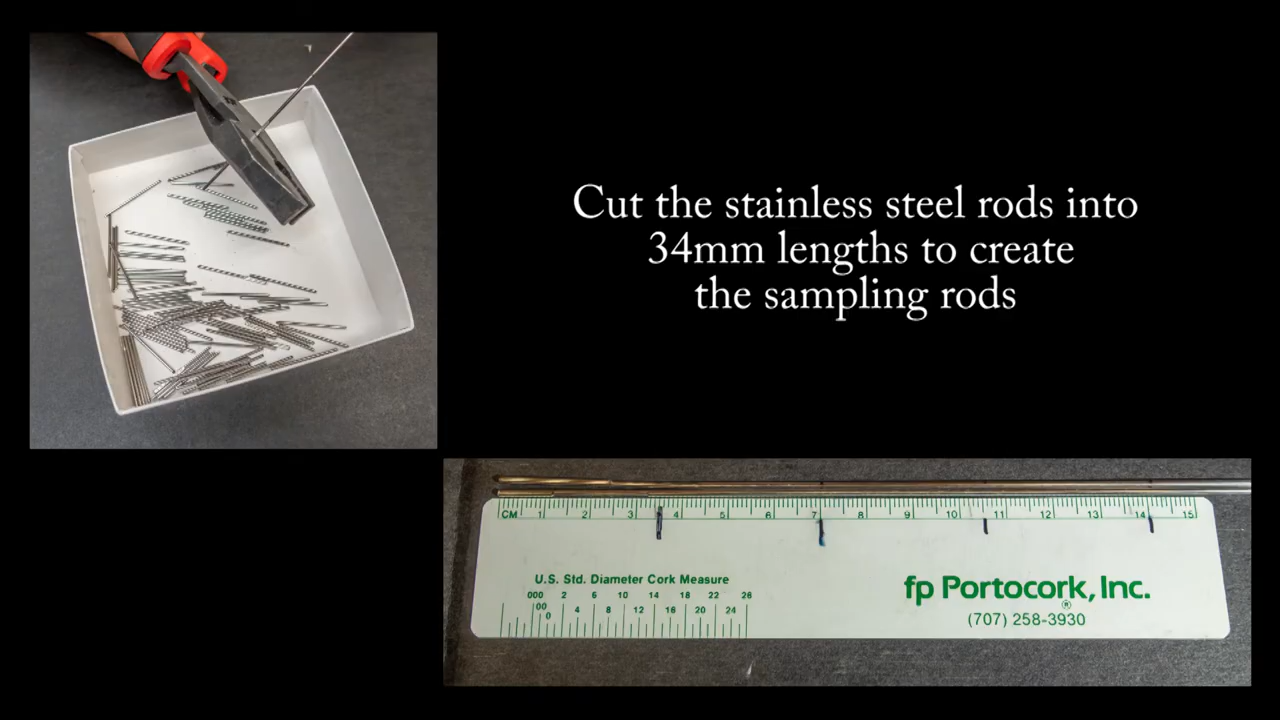 Cut the stainless steel rods into
34mm lengths to create
the sampling rods
CM 1 2 3 4 5 6 7 8 9 10 11 12 13 14 15
U.S. Std. Diameter Cork Measure
000 2 6 10 14 18 22 26
00
0 4 8 12 16 20 24
fp Portocork, Inc.
®
(707) 258-3930